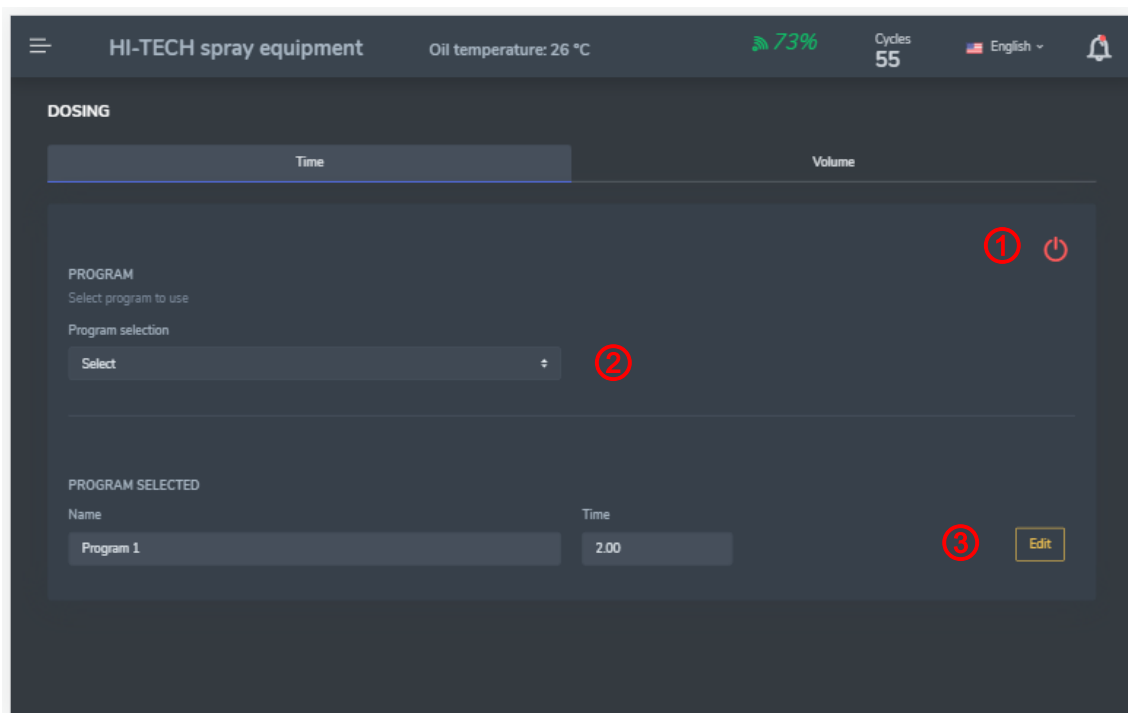 HI-TECH spray equipment
Oil temperature: 26 °C
73%
Cycles
55
English
DOSING
Time
Volume
1
PROGRAM
Select program to use
Program selection
Select
2
PROGRAM SELECTED
Name
Time
Program 1
2.00
3
Edit